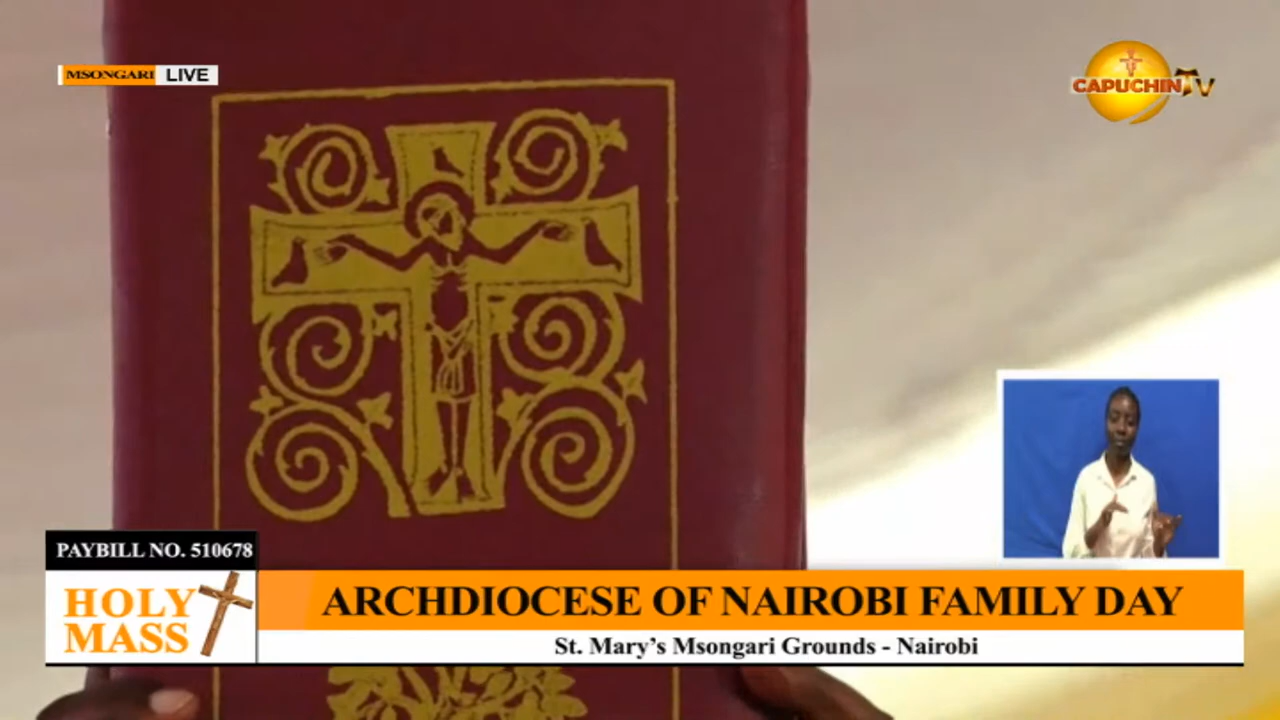 MSONGARI LIVE
CAPUCHIN TV
PAYBILL NO. 510678
HOLY
MASS
ARCHDIOCESE OF NAIROBI FAMILY DAY
St. Mary's Msongari Grounds - Nairobi